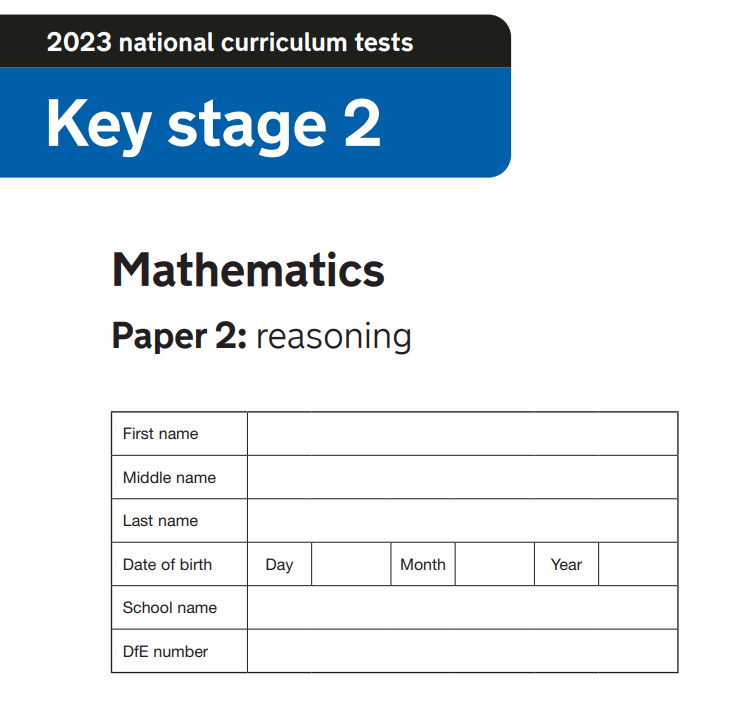 2023 national curriculum tests
Key stage 2
Mathematics
Paper 2: reasoning
First name
Middle name
Last name
Date of birth Day Month Year
School name
DfE number